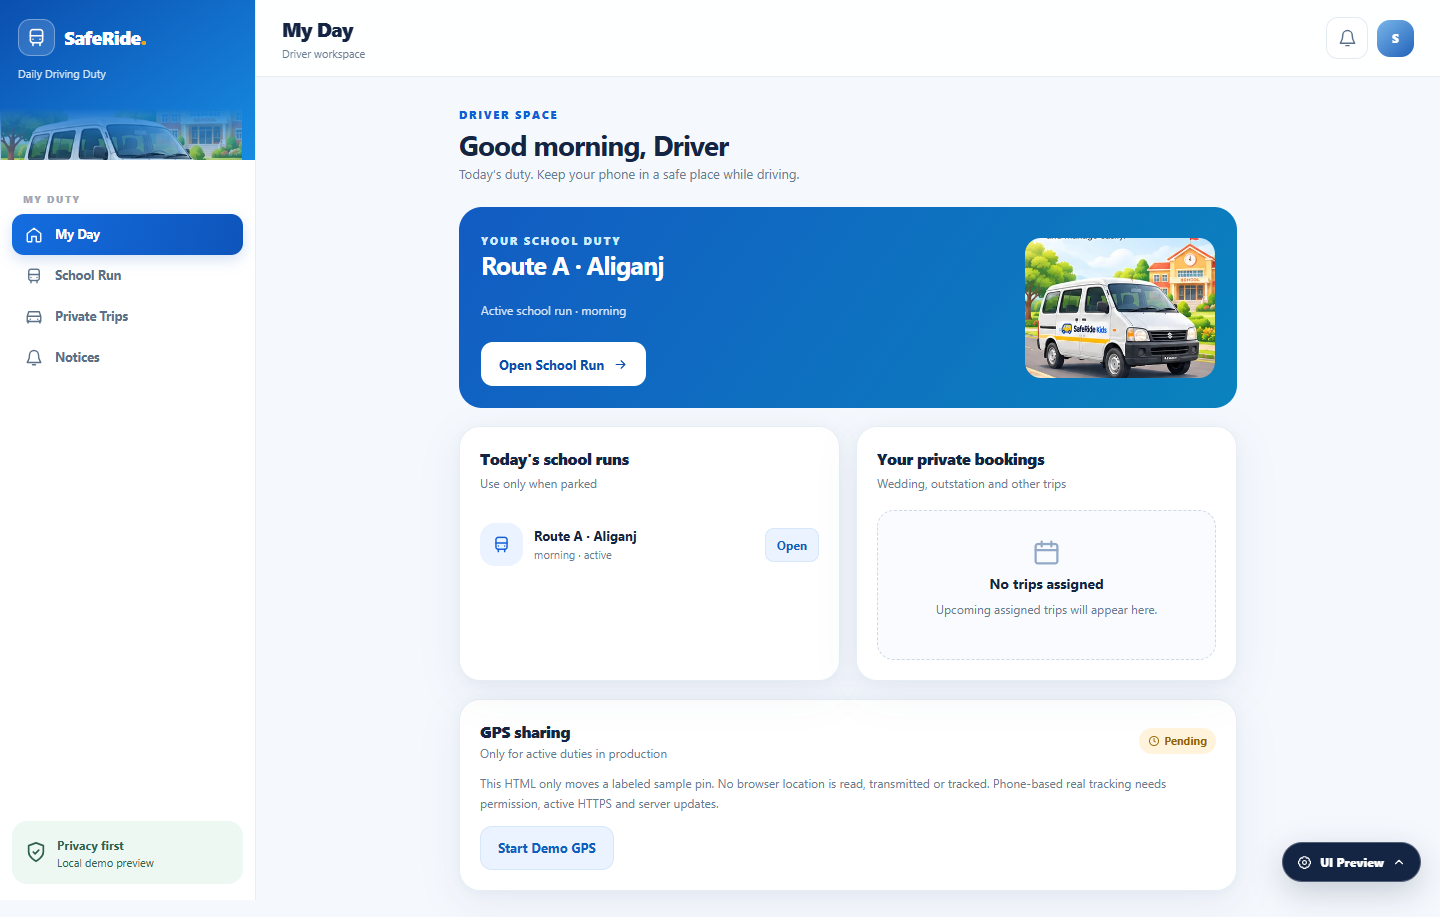 SafeRide.
Daily Driving Duty
MY DUTY
My Day
School Run
Private Trips
Notices
Privacy first
Local demo preview
My Day
Driver workspace
S
DRIVER SPACE
Good morning, Driver
Today's duty. Keep your phone in a safe place while driving.
YOUR SCHOOL DUTY
Route A · Aliganj
Active school run · morning
Open School Run
SCHOOL
SafeRide Kids
Today's school runs
Use only when parked
Route A · Aliganj
morning · active
Open
Your private bookings
Wedding, outstation and other trips
No trips assigned
Upcoming assigned trips will appear here.
GPS sharing
Only for active duties in production
Pending
This HTML only moves a labeled sample pin. No browser location is read, transmitted or tracked. Phone-based real tracking needs
permission, active HTTPS and server updates.
Start Demo GPS
UI Preview